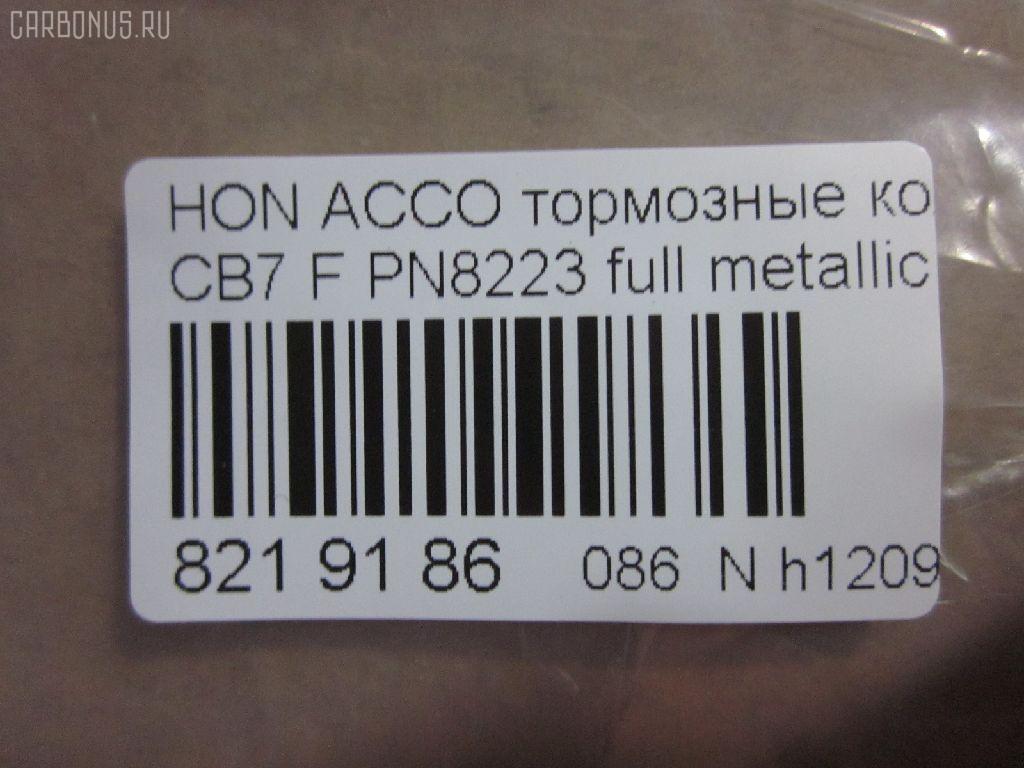 CARBONUS.RU
HON ACCO тормозные ко
CB7 F PN8223 full metallic
821 91 86 086 N h1209